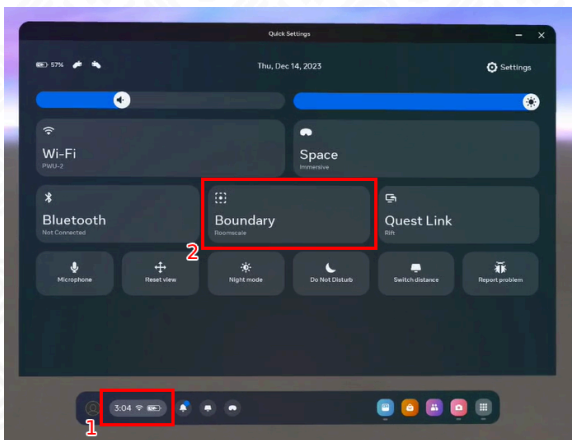 Quick Settings
57%
Thu, Dec 14, 2023
Settings
Wi-Fi
PWU-2
Space
Immersive
Bluetooth
Not Connected
Boundary
Roomscale
Quest Link
Rift
2
Microphone
Reset view
Night mode
Do Not Disturb
Switch distance
Report problem
3:04
1